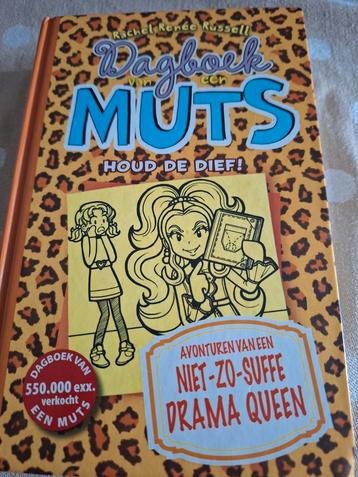 Rachel Renée Russell
Dagboek
van een
MUTS
HOUD DE DIEF!
AVONTUREN VAN EEN
NIET-ZO-SUFFE
DRAMA QUEEN
DAGBOEK VAN
550.000 exx.
verkocht
EEN MUTS